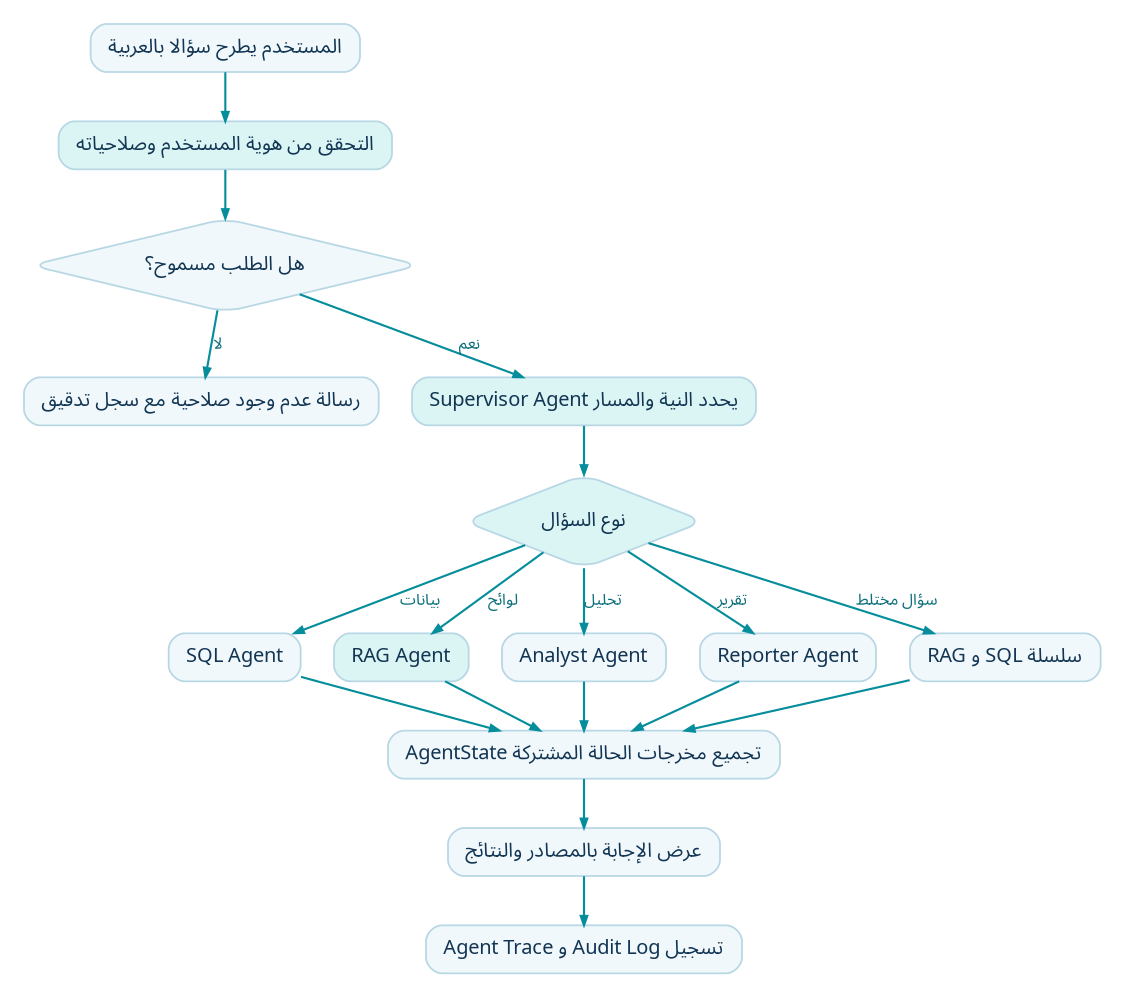 المستخدم يطرح سؤالا بالعربية
التحقق من هوية المستخدم وصلاحياته
هل الطلب مسموح؟
لا
نعم
رسالة عدم وجود صلاحية مع سجل تدقيق
Supervisor Agent يحدد النية والمسار
نوع السؤال
بيانات
لوائح
تحليل
تقرير
سؤال مختلط
SQL Agent
RAG Agent
Analyst Agent
Reporter Agent
سلسلة SQL و RAG
تجميع مخرجات الحالة المشتركة AgentState
عرض الإجابة بالمصادر والنتائج
تسجيل Audit Log و Agent Trace